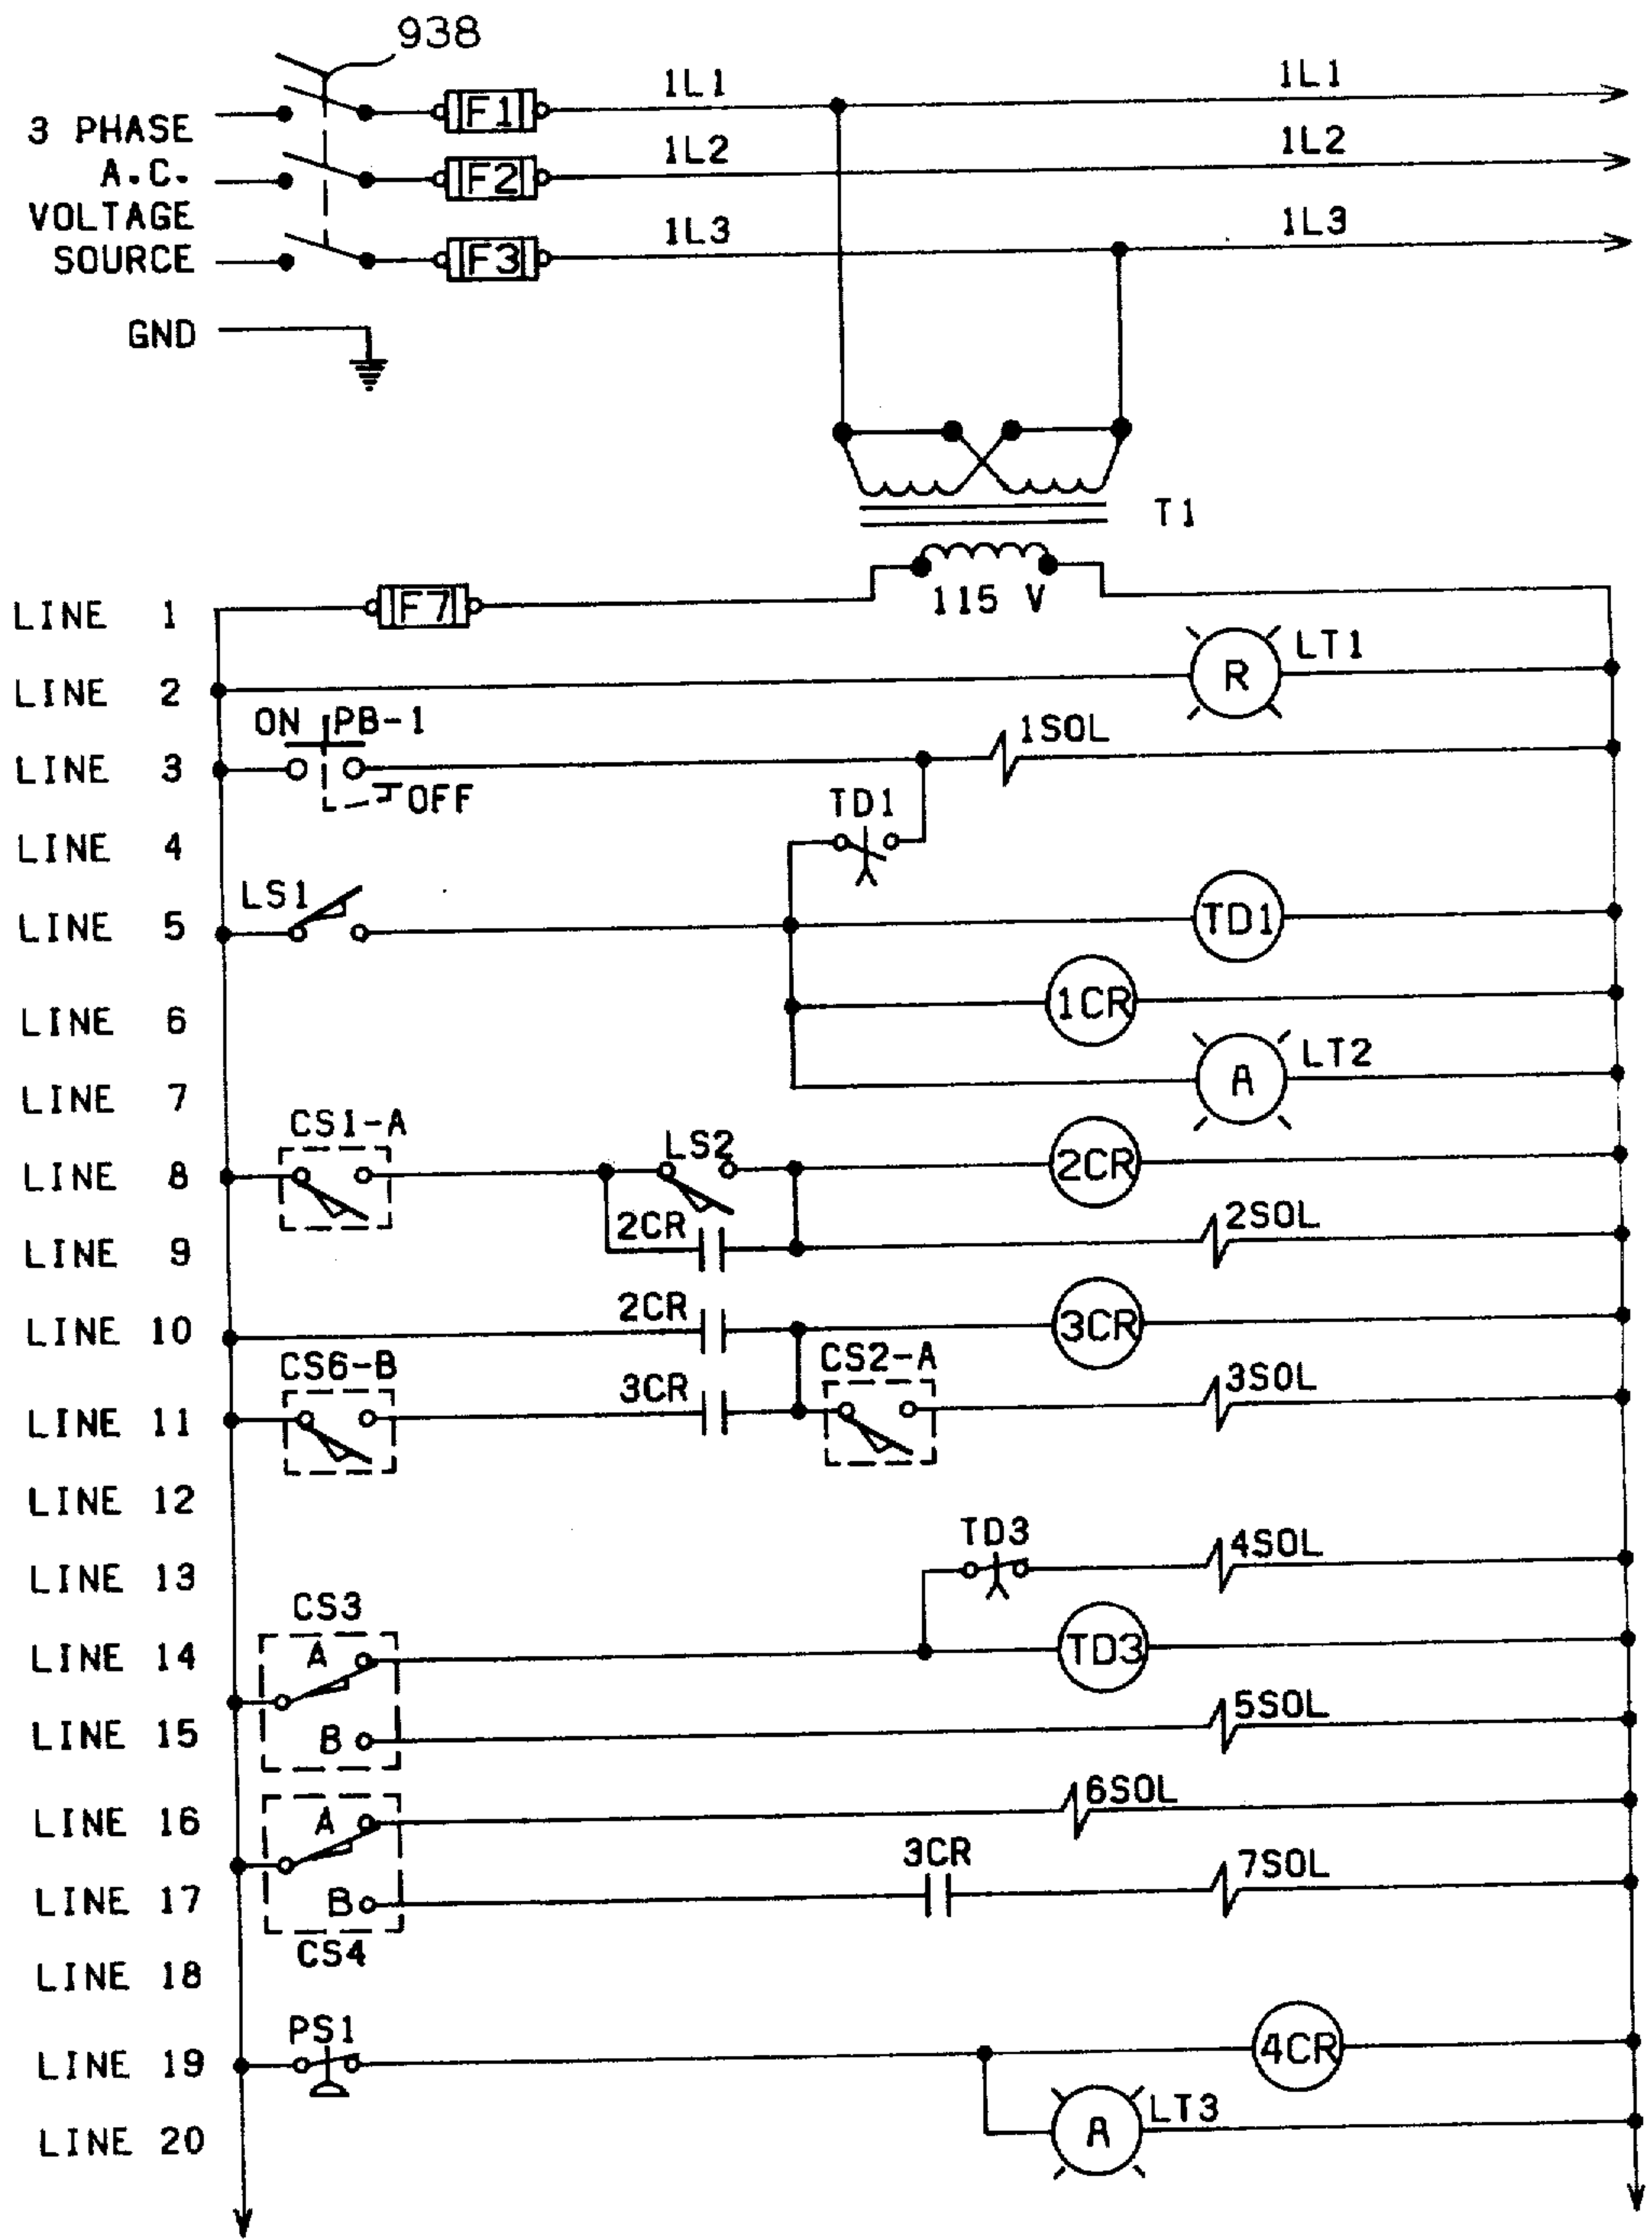 938
3 PHASE
A.C.
VOLTAGE
SOURCE
GND
F1
1L1
1L1
F2
1L2
1L2
F3
1L3
1L3
T1
115 V
LINE 1
F7
LINE 2
R
LT1
ON
PB-1
LINE 3
OFF
1SOL
TD1
LINE 4
LS1
LINE 5
TD1
LINE 6
1CR
LINE 7
A
LT2
CS1-A
LS2
LINE 8
2CR
2CR
LINE 9
2SOL
2CR
LINE 10
3CR
CS6-B
CS2-A
3CR
LINE 11
3SOL
LINE 12
TD3
LINE 13
4SOL
CS3
LINE 14
A
TD3
LINE 15
B
5SOL
LINE 16
A
6SOL
3CR
LINE 17
B
7SOL
CS4
LINE 18
PS1
LINE 19
4CR
LINE 20
A
LT3